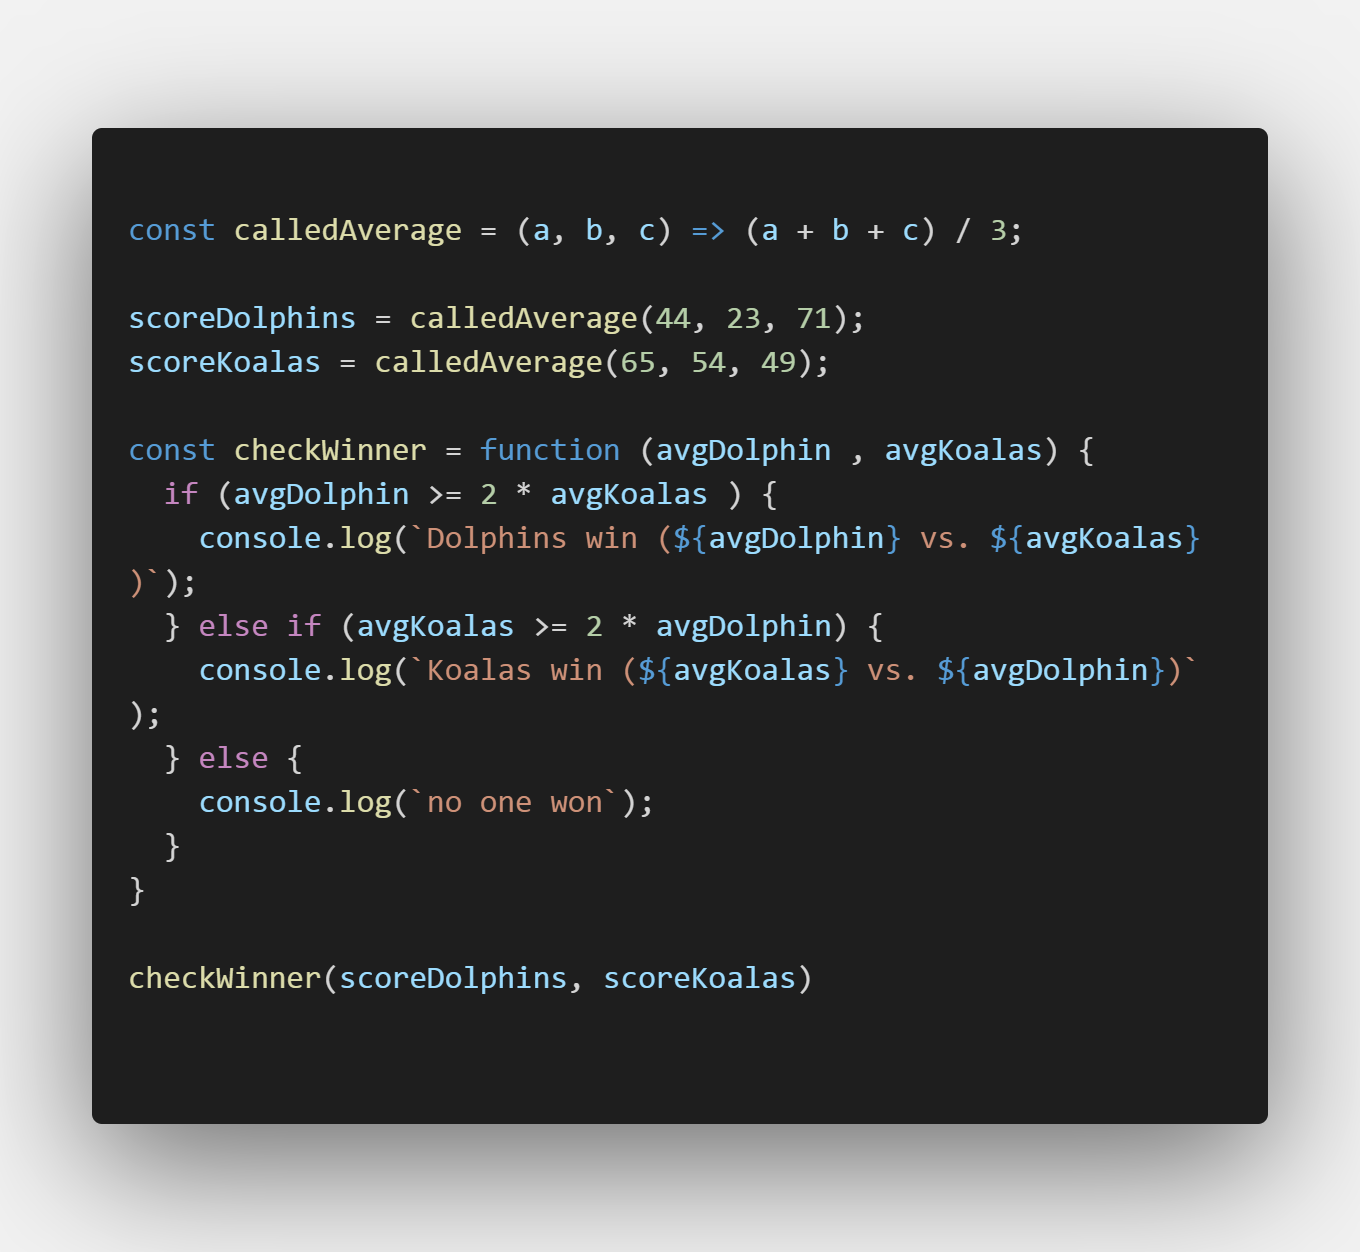 const calledAverage = (a, b, c) => (a + b + c) / 3;
scoreDolphins = calledAverage(44, 23, 71);
scoreKoalas = calledAverage(65, 54, 49);
const checkWinner = function (avgDolphin , avgKoalas) {
  if (avgDolphin >= 2 * avgKoalas ) {
    console.log(`Dolphins win (${avgDolphin} vs. ${avgKoalas}
)`);
  } else if (avgKoalas >= 2 * avgDolphin) {
    console.log(`Koalas win (${avgKoalas} vs. ${avgDolphin})`
);
  } else {
    console.log(`no one won`);
  }
}
checkWinner(scoreDolphins, scoreKoalas)